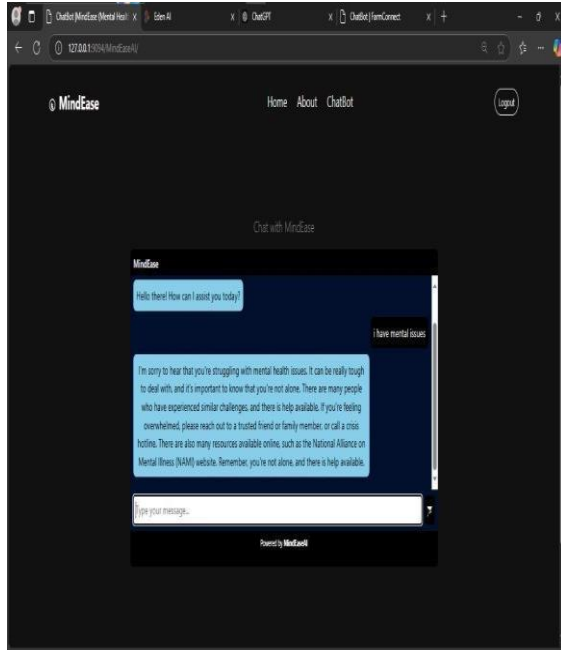 ChatBot |MindEase (Mental Healt
Eden AI
ChatGPT
ChatBot | FarmConnect
127.0.0.1:9094/MindEaseAI/
MindEase
Home About ChatBot
Logout
Chat with MindEase
MindEase
Hello there! How can I assist you today?
i have mental issues
I'm sorry to hear that you're struggling with mental health issues. It can be really tough
to deal with, and it's important to know that you're not alone. There are many people
who have experienced similar challenges, and there is help available. If you're feeling
overwhelmed, please reach out to a trusted friend or family member, or call a crisis
hotline. There are also many resources available online, such as the National Alliance on
Mental Illness (NAMI) website. Remember, you're not alone, and there is help available.
Type your message...
Powered by MindEaseAI